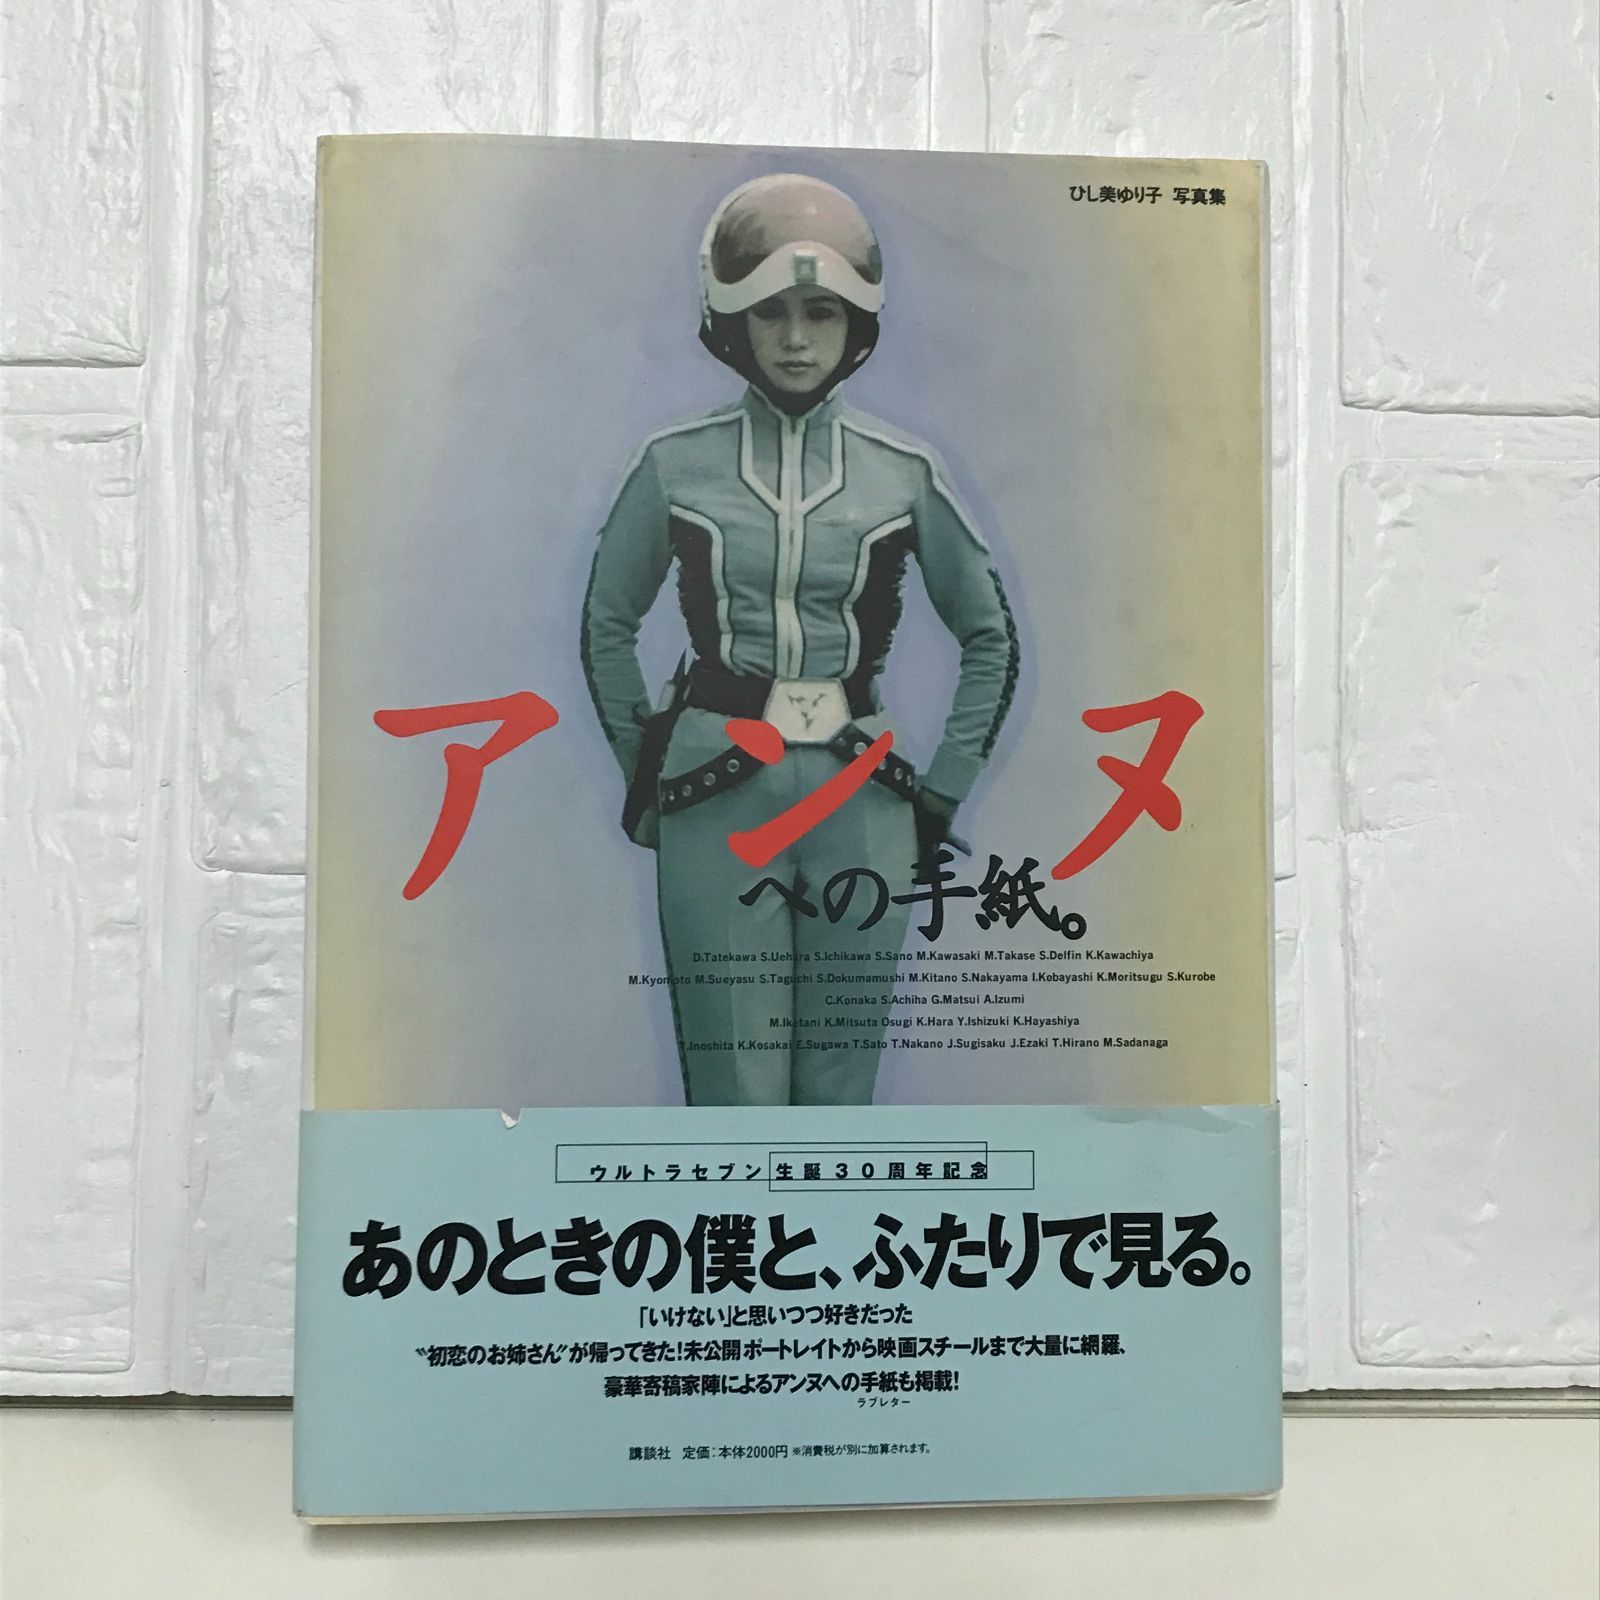 ひし美ゆり子 写真集
アンヌ
への手紙。
D.Tatekawa S.Uehara S.Ichikawa S.Sano M.Kawasaki M.Takase S.Delfin K.Kawachiya
M.Kyomoto M.Sueyasu S.Taguchi S.Dokumamushi M.Kitano S.Nakayama I.Kobayashi K.Moritsugu S.Kurobe
C.Konaka S.Achiha G.Matsui A.Izumi
M.Iketani K.Mitsuta Osugi K.Hara Y.Ishizuki K.Hayashiya
Y.Inoshita K.Kosakai E.Sugawa T.Sato T.Nakano J.Sugisaku J.Ezaki T.Hirano M.Sadanaga
ウルトラセブン生誕30周年記念
あのときの僕と、ふたりで見る。
「いけない」と思いつつ好きだった
〝初恋のお姉さん〟が帰ってきた!未公開ポートレイトから映画スチールまで大量に網羅、
豪華寄稿家陣によるアンヌへの手紙も掲載!
ラブレター
講談社 定価:本体2000円 ※消費税が別に加算されます。